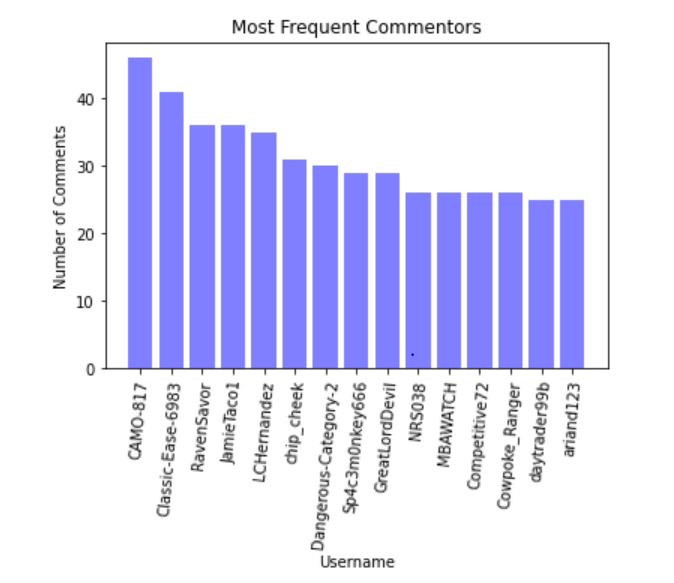 Most Frequent Commentors
Number of Comments
40
30
20
10
0
CAMO-817
Classic-Ease-6983
RavenSavor
JamieTaco1
LCHernandez
chip_cheek
Dangerous-Category-2
Sp4c3m0nkey666
GreatLordDevil
NRS038
MBAWATCH
Competitive72
Cowpoke_Ranger
daytrader99b
ariand123
Username